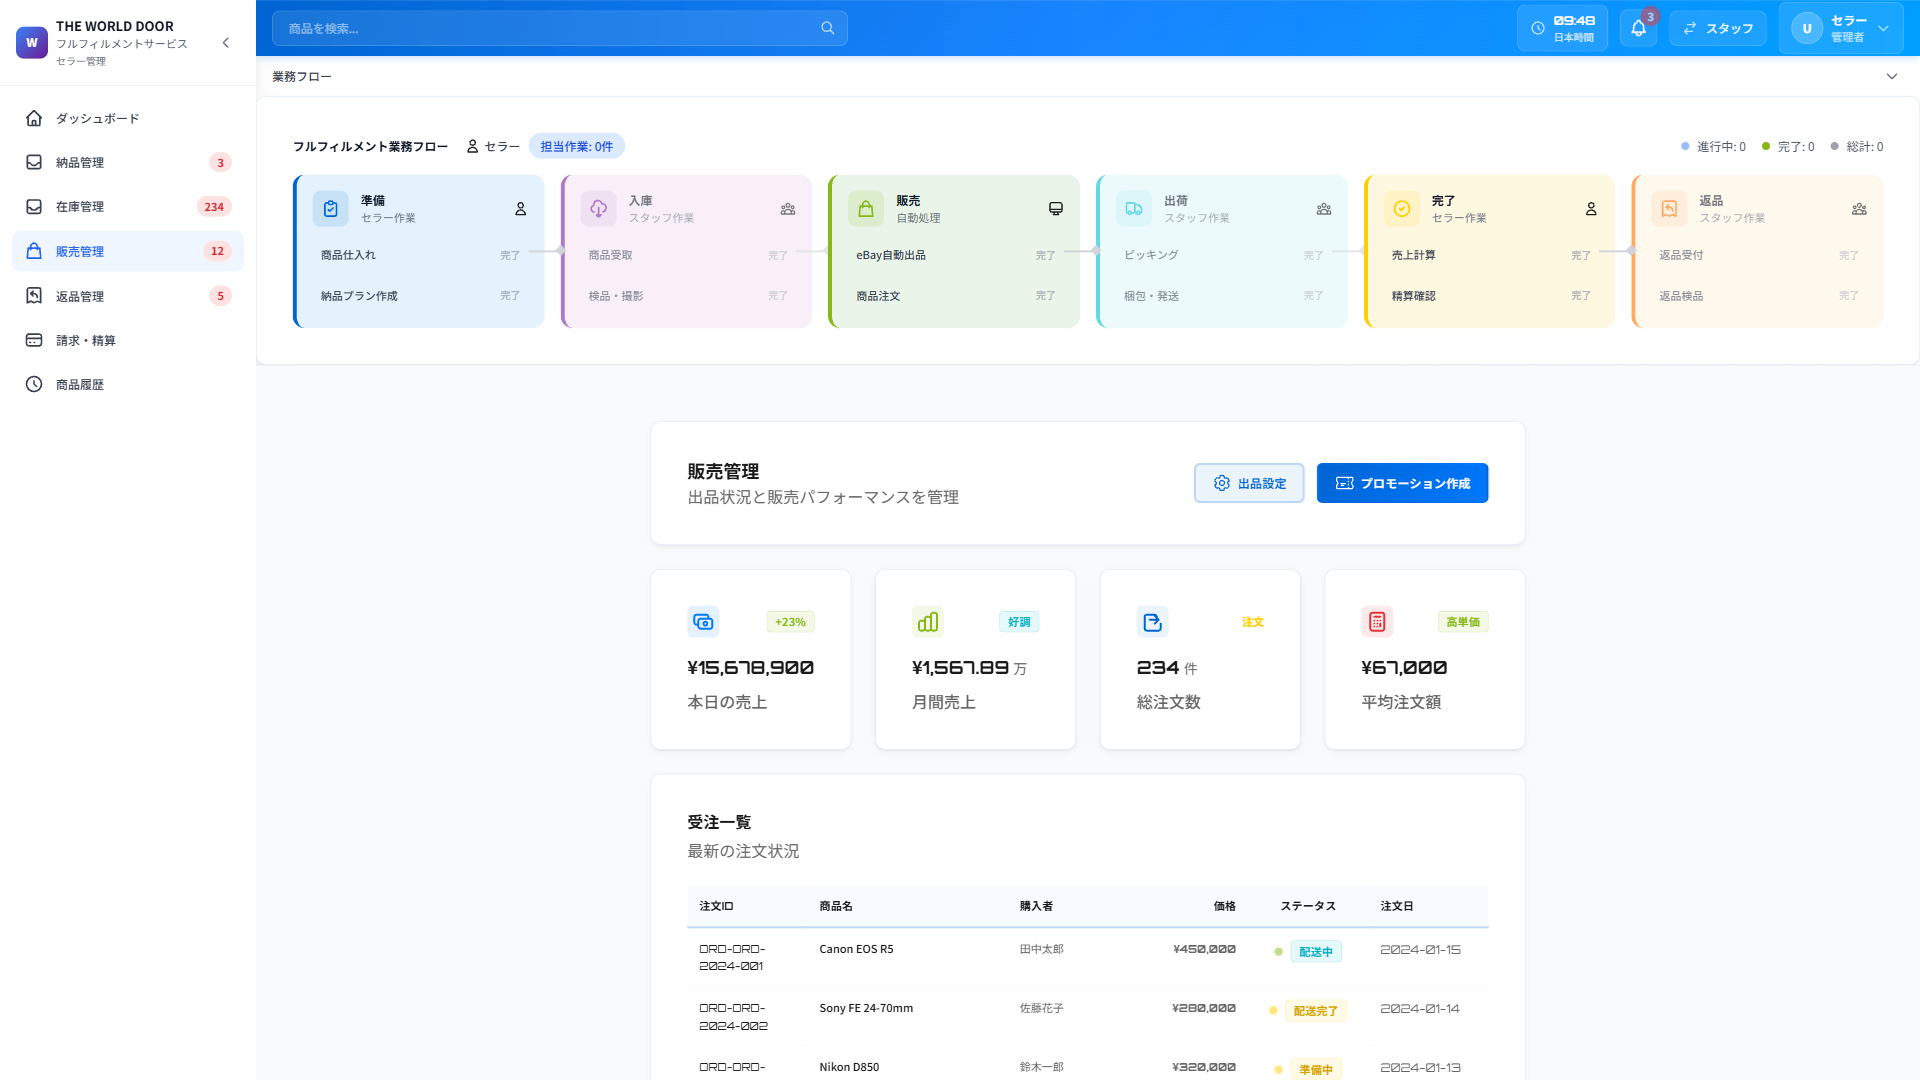 W
THE WORLD DOOR
フルフィルメントサービス
セラー管理
商品を検索...
09:48
日本時間
3
スタッフ
U
セラー
管理者
ダッシュボード
納品管理
3
在庫管理
234
販売管理
12
返品管理
5
請求・精算
商品履歴
業務フロー
フルフィルメント業務フロー
セラー
担当作業: 0件
進行中: 0
完了: 0
総計: 0
準備
セラー作業
商品仕入れ
完了
納品プラン作成
完了
入庫
スタッフ作業
商品受取
完了
検品・撮影
完了
販売
自動処理
eBay自動出品
完了
商品注文
完了
出荷
スタッフ作業
ピッキング
完了
梱包・発送
完了
完了
セラー作業
売上計算
完了
精算確認
完了
返品
スタッフ作業
返品受付
完了
返品検品
完了
販売管理
出品状況と販売パフォーマンスを管理
出品設定
プロモーション作成
+23%
¥15,678,900
本日の売上
好調
¥1,567.89 万
月間売上
注文
234 件
総注文数
高単価
¥67,000
平均注文額
受注一覧
最新の注文状況
注文ID 商品名 購入者 価格 ステータス 注文日
ORD-ORD-2024-001 Canon EOS R5 田中太郎 ¥450,000 配送中 2024-01-15
ORD-ORD-2024-002 Sony FE 24-70mm 佐藤花子 ¥280,000 配送完了 2024-01-14
ORD-ORD- Nikon D850 鈴木一郎 ¥320,000 準備中 2024-01-13